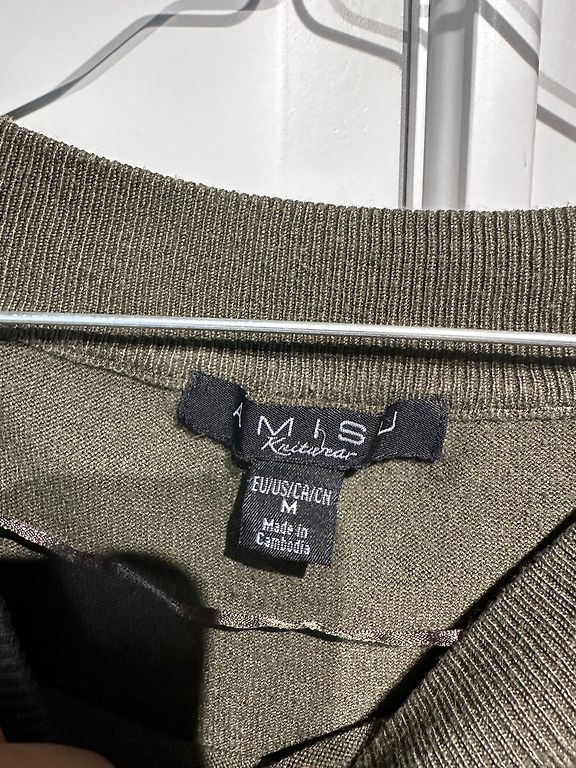 AMISU
Knitwear
EU/US/CA/CN
M
Made in
Cambodia